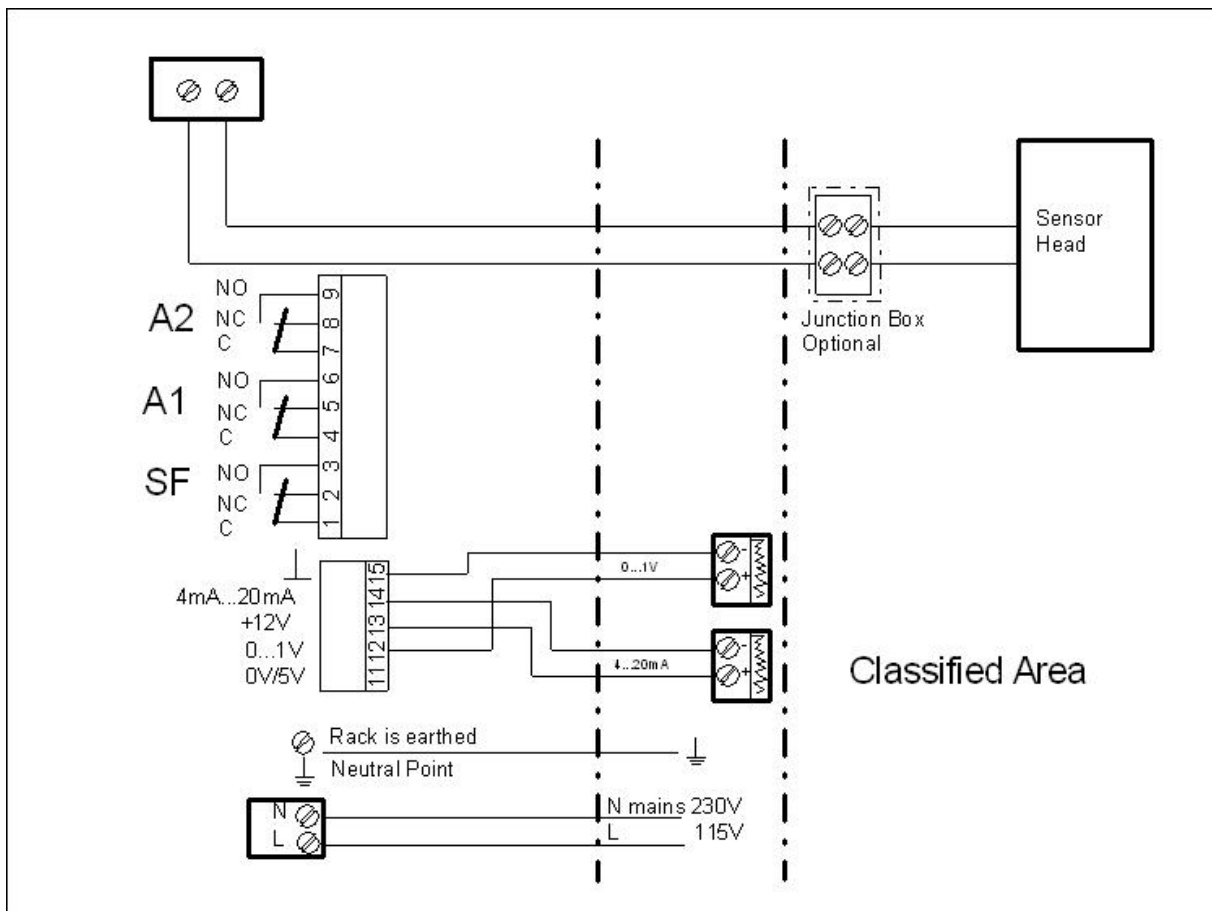 Sensor
Head
Junction Box
Optional
A2
NO
NC
C
9
8
7
A1
NO
NC
C
6
5
4
SF
NO
NC
C
3
2
1
4mA...20mA
+12V
0...1V
0V/5V
15
14
13
12
11
0...1V
-
+
4...20mA
-
+
Classified Area
Rack is earthed
Neutral Point
N
L
N mains 230V
L 115V